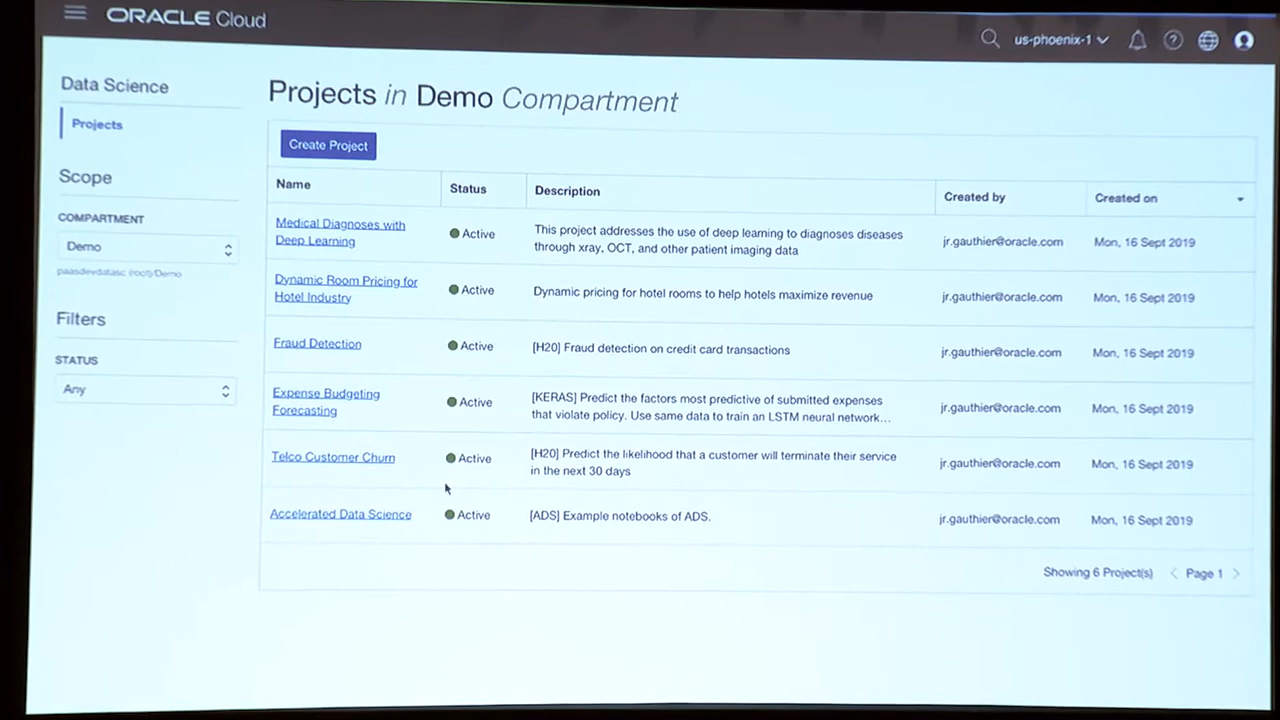 ORACLE Cloud
us-phoenix-1
Data Science
Projects
Scope
COMPARTMENT
Demo
paasdevdatasc (root)/Demo
Filters
STATUS
Any
Projects in Demo Compartment
Create Project
Name Status Description Created by Created on
Medical Diagnoses with
Deep Learning
Active
This project addresses the use of deep learning to diagnoses diseases
through xray, OCT, and other patient imaging data
jr.gauthier@oracle.com
Mon, 16 Sept 2019
Dynamic Room Pricing for
Hotel Industry
Active
Dynamic pricing for hotel rooms to help hotels maximize revenue
jr.gauthier@oracle.com
Mon, 16 Sept 2019
Fraud Detection
Active
[H20] Fraud detection on credit card transactions
jr.gauthier@oracle.com
Mon, 16 Sept 2019
Expense Budgeting
Forecasting
Active
[KERAS] Predict the factors most predictive of submitted expenses
that violate policy. Use same data to train an LSTM neural network...
jr.gauthier@oracle.com
Mon, 16 Sept 2019
Telco Customer Churn
Active
[H20] Predict the likelihood that a customer will terminate their service
in the next 30 days
jr.gauthier@oracle.com
Mon, 16 Sept 2019
Accelerated Data Science
Active
[ADS] Example notebooks of ADS.
jr.gauthier@oracle.com
Mon, 16 Sept 2019
Showing 6 Project(s) < Page 1 >